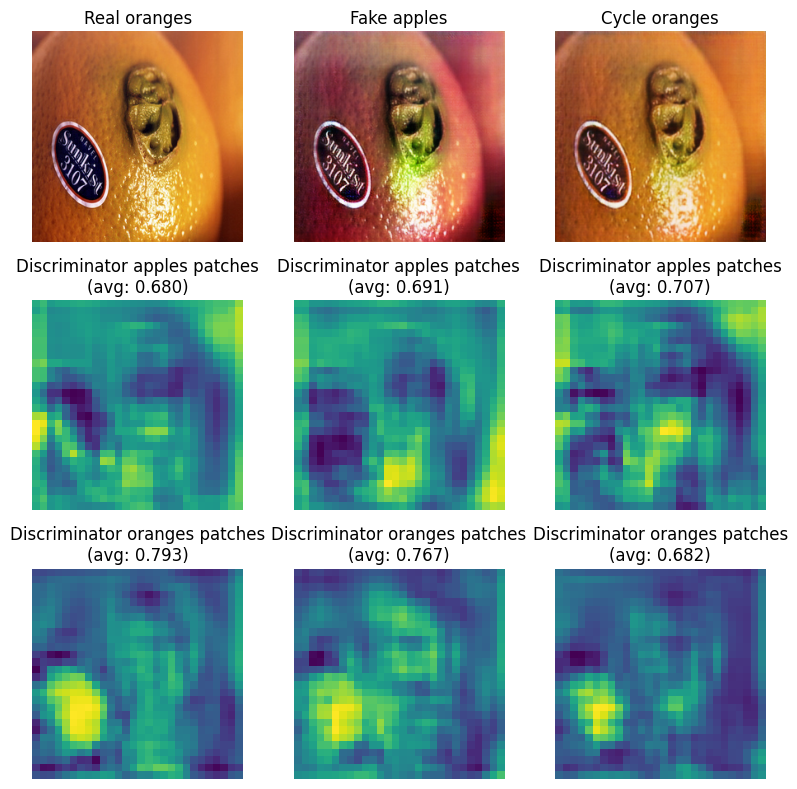 Real oranges
Fake apples
Cycle oranges
Sunkist
3107
Sunkist
3107
Sunkist
3107
Discriminator apples patches
(avg: 0.680)
Discriminator apples patches
(avg: 0.691)
Discriminator apples patches
(avg: 0.707)
Discriminator oranges patches
(avg: 0.793)
Discriminator oranges patches
(avg: 0.767)
Discriminator oranges patches
(avg: 0.682)